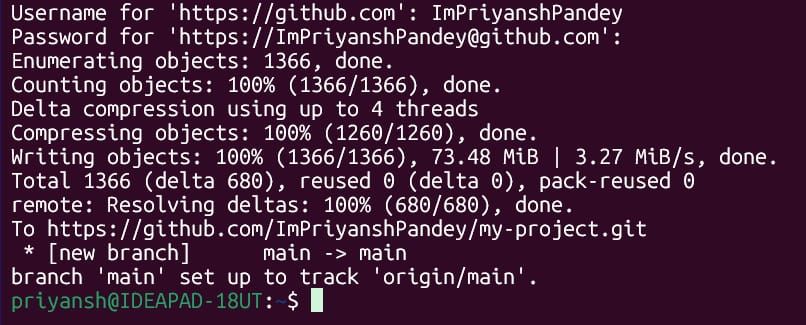 Username for 'https://github.com': ImPriyanshPandey
Password for 'https://ImPriyanshPandey@github.com':
Enumerating objects: 1366, done.
Counting objects: 100% (1366/1366), done.
Delta compression using up to 4 threads
Compressing objects: 100% (1260/1260), done.
Writing objects: 100% (1366/1366), 73.48 MiB | 3.27 MiB/s, done.
Total 1366 (delta 680), reused 0 (delta 0), pack-reused 0
remote: Resolving deltas: 100% (680/680), done.
To https://github.com/ImPriyanshPandey/my-project.git
 * [new branch]      main -> main
branch 'main' set up to track 'origin/main'.
priyansh@IDEAPAD-18UT:~$